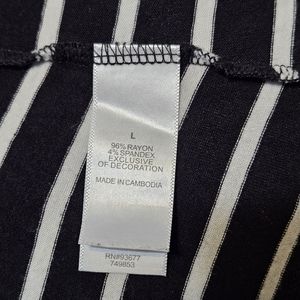 L
96% RAYON
4% SPANDEX
EXCLUSIVE
OF DECORATION
MADE IN CAMBODIA
RN#93677
749853